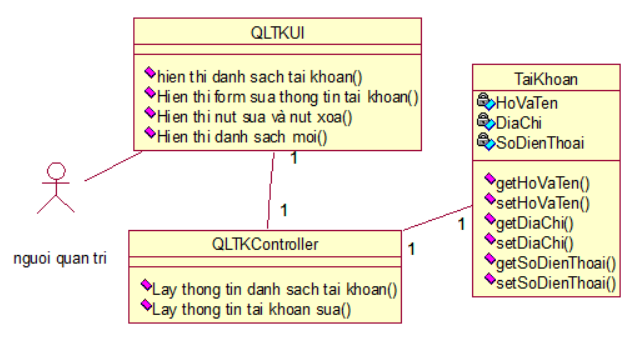 QLTKUI
hien thi danh sach tai khoan()
Hien thi form sua thong tin tai khoan()
Hien thi nut sua và nut xoa()
Hien thi danh sach moi()
1
1
nguoi quan tri
QLTKController
Lay thong tin danh sach tai khoan()
Lay thong tin tai khoan sua()
1
1
TaiKhoan
HoVaTen
DiaChi
SoDienThoai
getHoVaTen()
setHoVaTen()
getDiaChi()
setDiaChi()
getSoDienThoai()
setSoDienThoai()